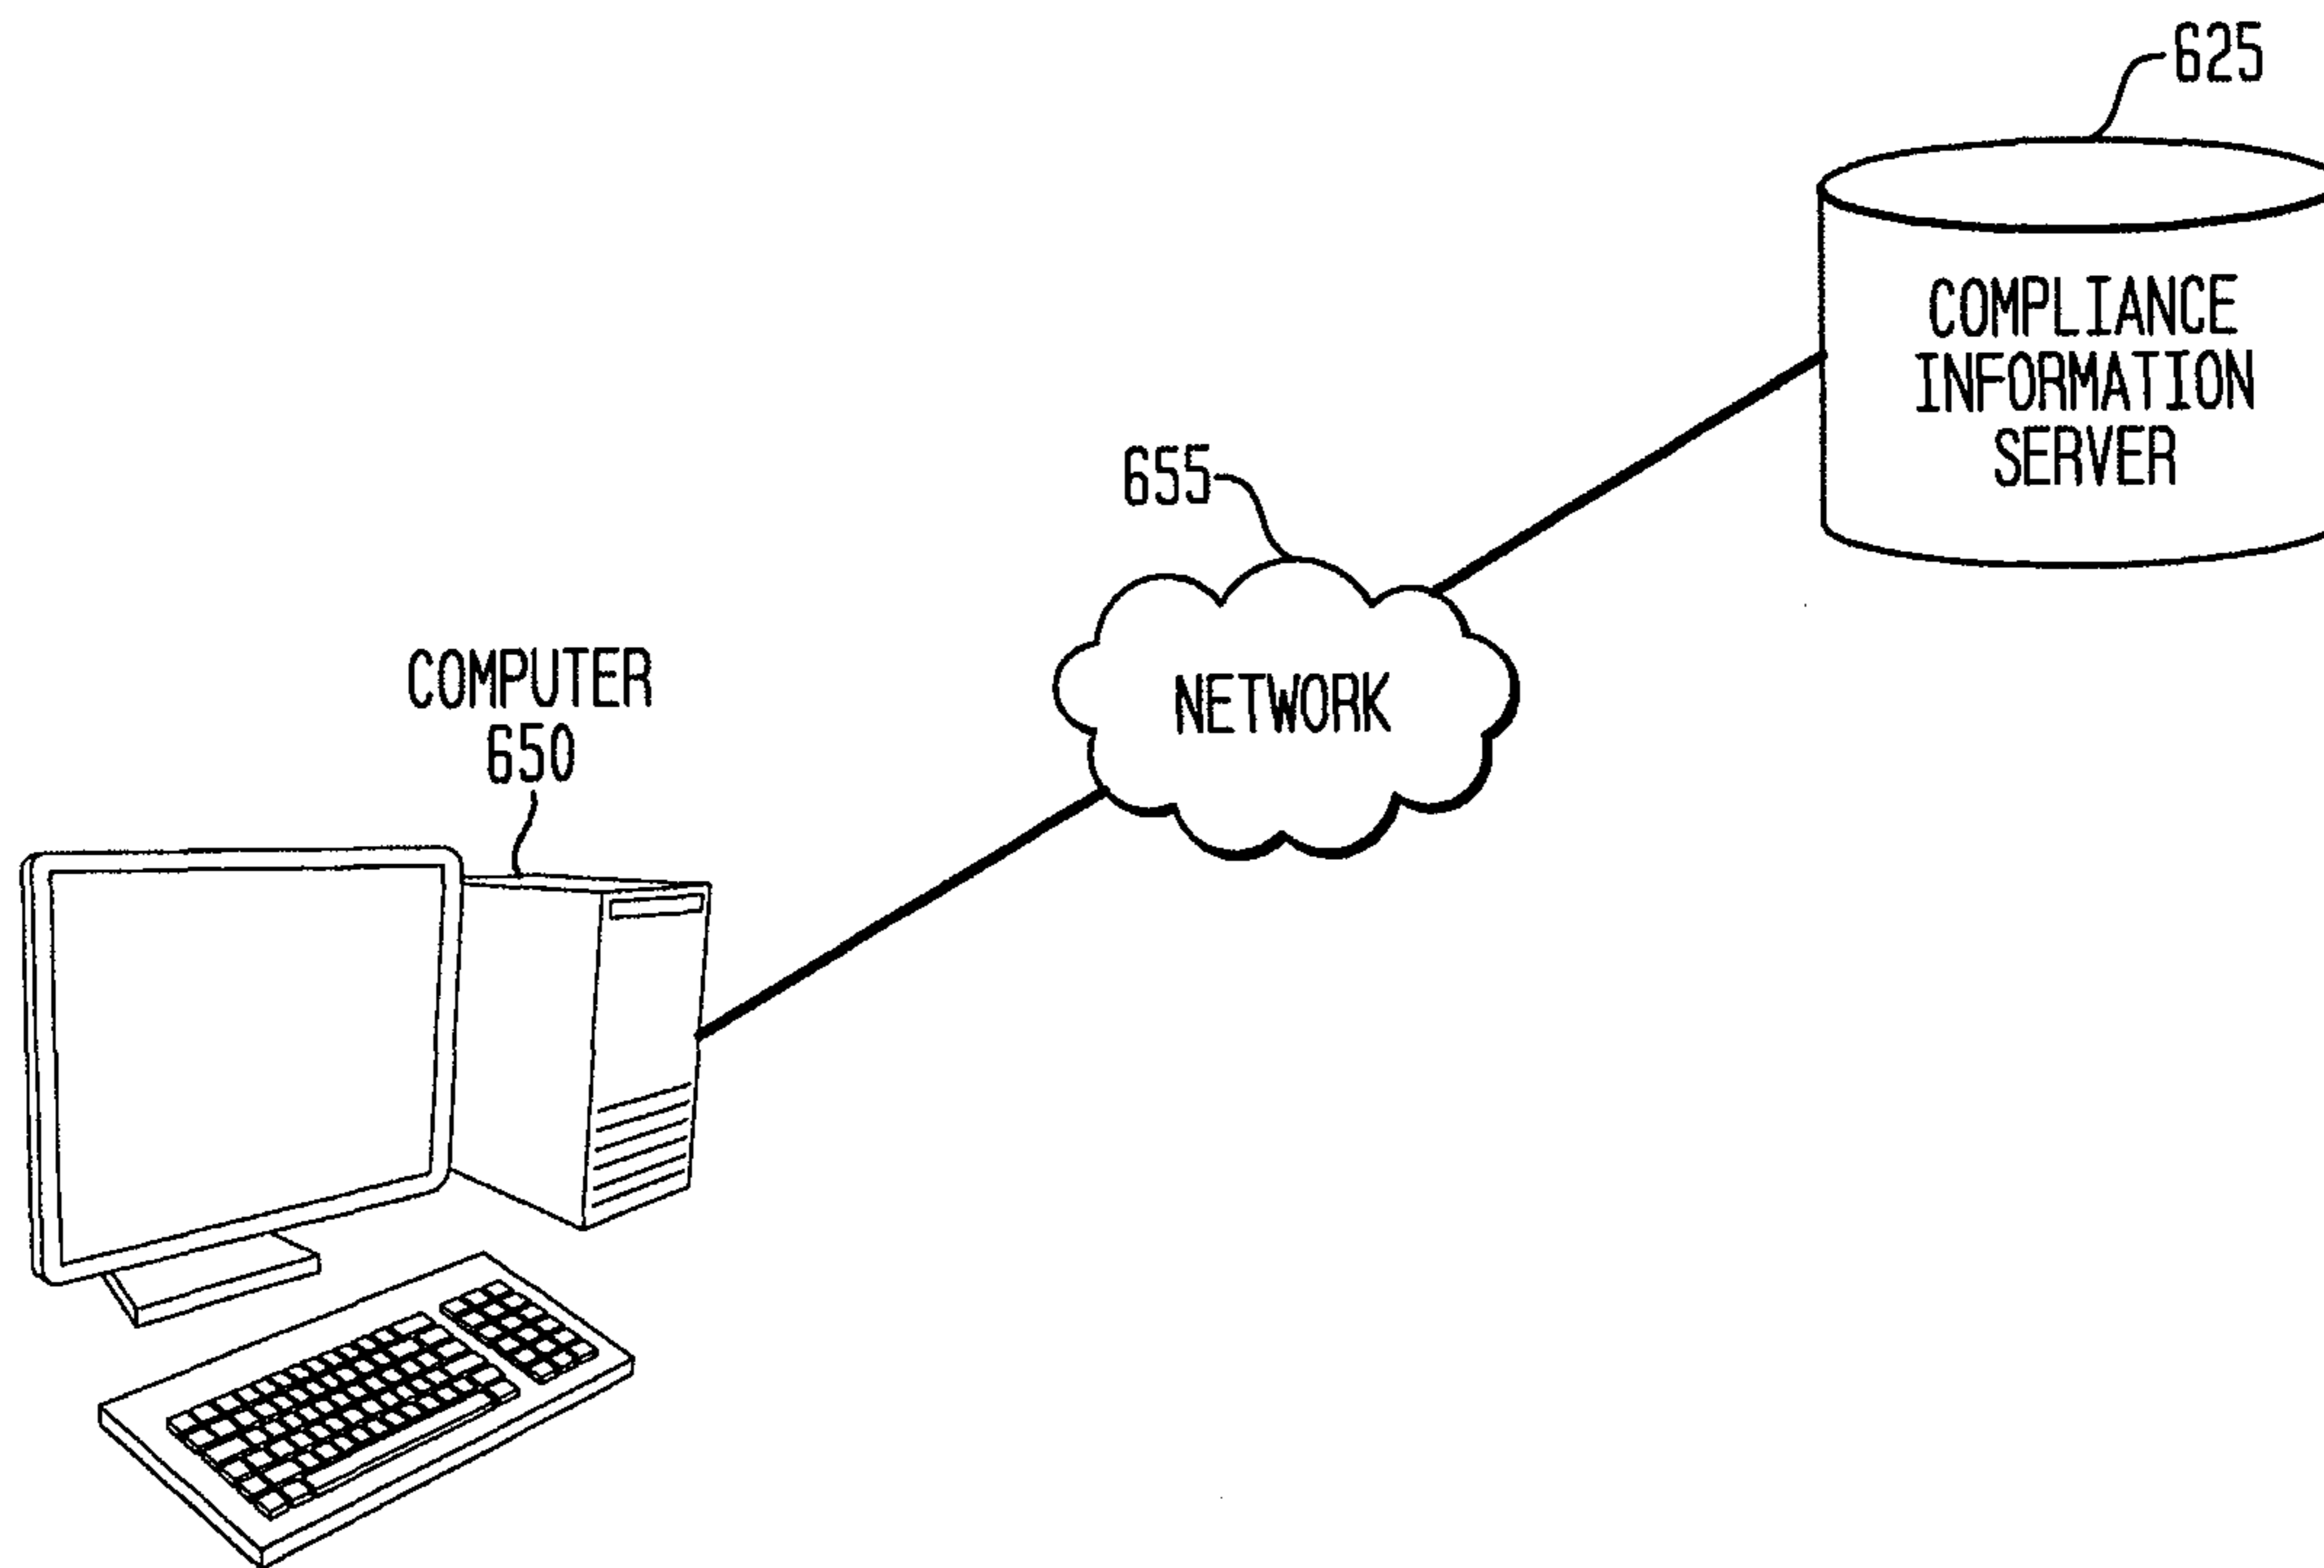 625
COMPLIANCE
INFORMATION
SERVER
655
NETWORK
COMPUTER
650